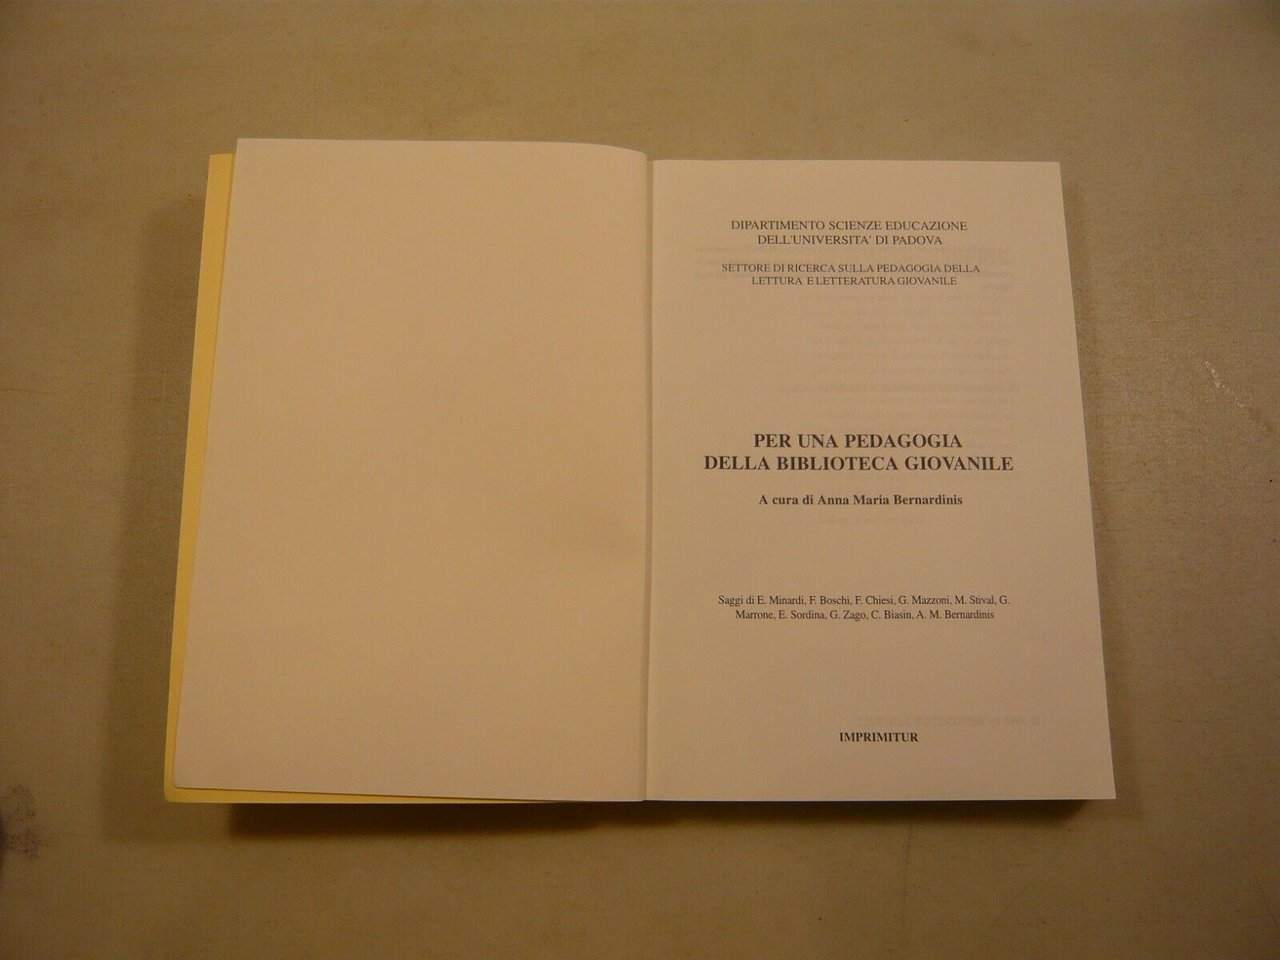 DIPARTIMENTO SCIENZE EDUCAZIONE
DELL'UNIVERSITA' DI PADOVA
SETTORE DI RICERCA SULLA PEDAGOGIA DELLA
LETTURA E LETTERATURA GIOVANILE
PER UNA PEDAGOGIA
DELLA BIBLIOTECA GIOVANILE
A cura di Anna Maria Bernardinis
Saggi di E. Minardi, F. Boschi, F. Chiesi, G. Mazzoni, M. Stival, G.
Marrone, E. Sordina, G. Zago, C. Biasin, A. M. Bernardinis
IMPRIMITUR